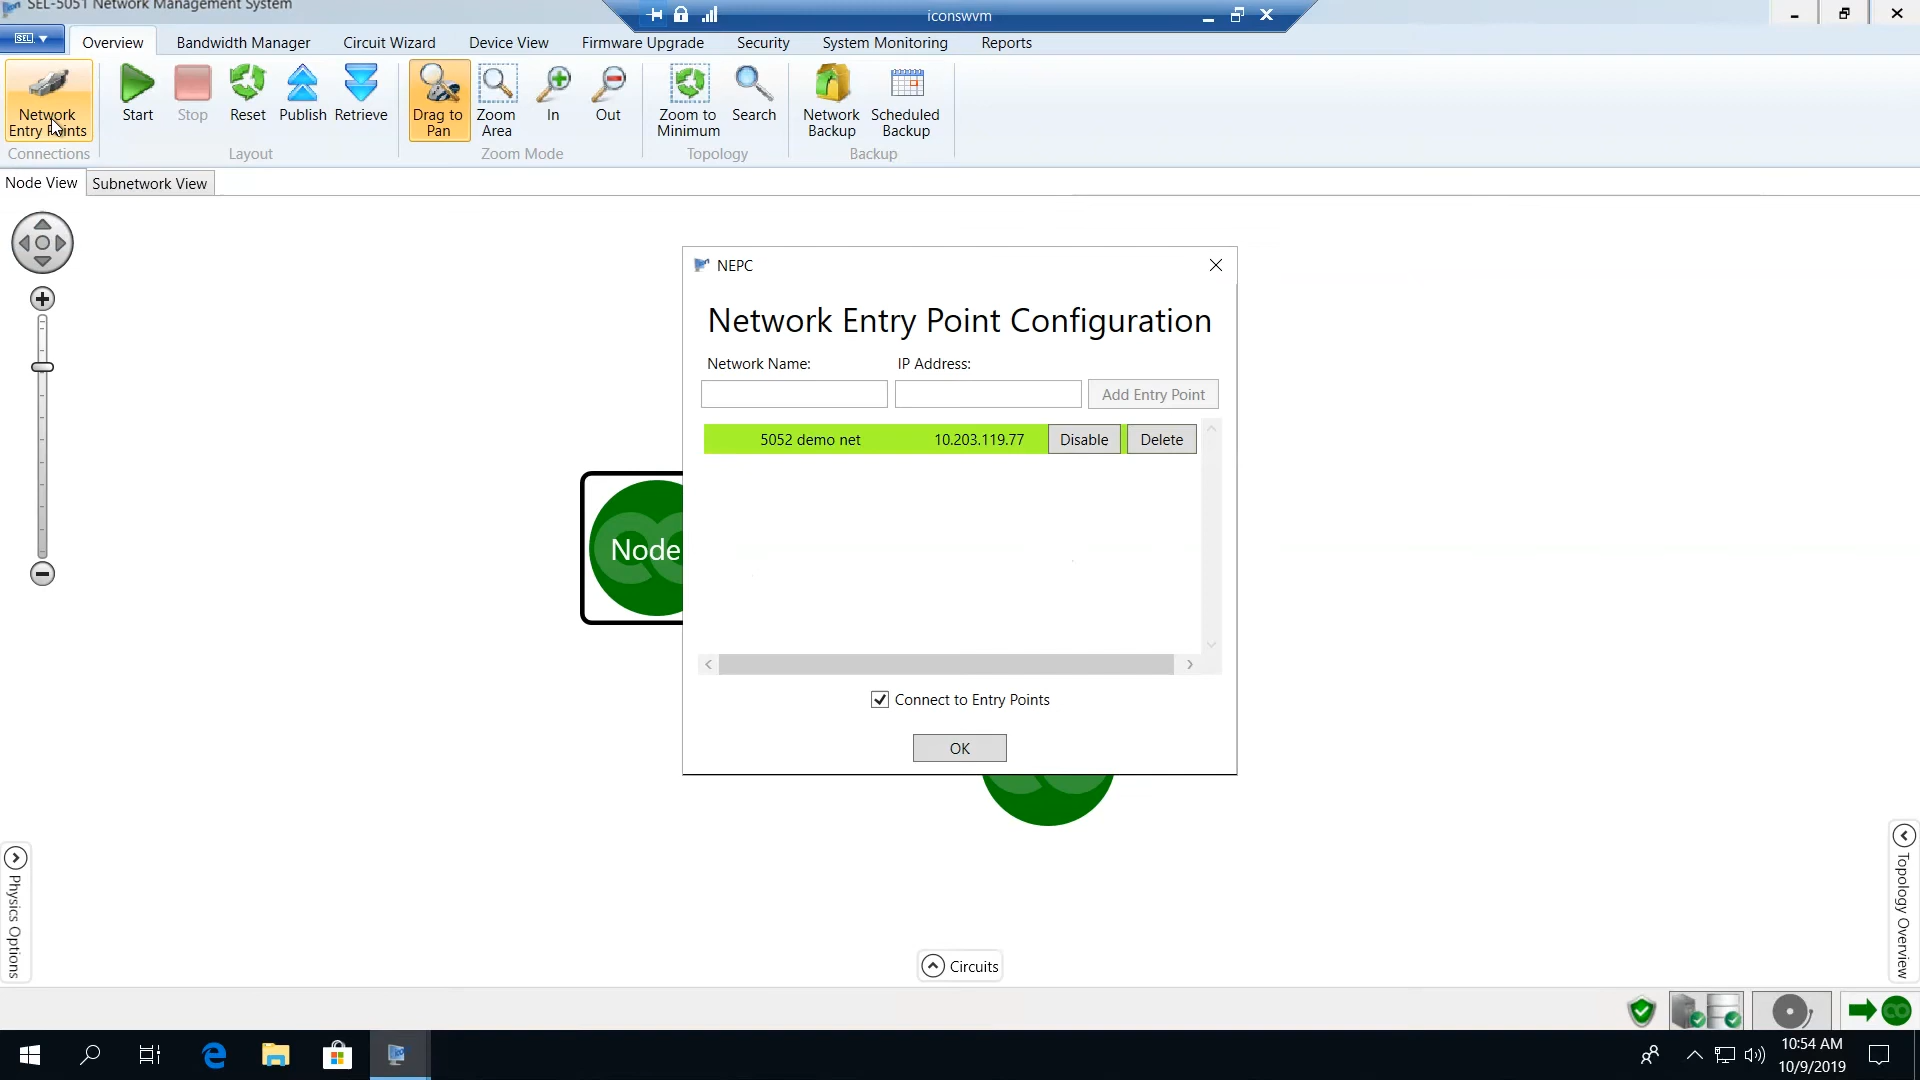 SEL-5051 Network Management System
iconswvm
SEL
Overview
Bandwidth Manager
Circuit Wizard
Device View
Firmware Upgrade
Security
System Monitoring
Reports
Network
Entry Points
Connections
Start
Stop
Reset
Publish
Retrieve
Layout
Drag to
Pan
Zoom
Area
In
Out
Zoom Mode
Zoom to
Minimum
Search
Topology
Network
Backup
Scheduled
Backup
Backup
Node View
Subnetwork View
NEPC
Network Entry Point Configuration
Network Name:
IP Address:
Add Entry Point
5052 demo net
10.203.119.77
Disable
Delete
Node
Connect to Entry Points
OK
Physics Options
Topology Overview
Circuits
10:54 AM
10/9/2019